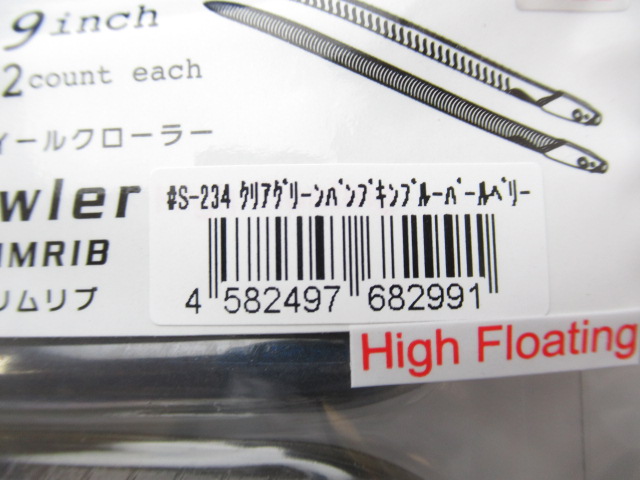 9inch
2count each
ィールクローラー
wler
IMRIB
リムリブ
#S-234 ｸﾘｱｸﾞﾘｰﾝﾊﾟﾝﾌﾟｷﾝﾌﾞﾙｰﾊﾟｰﾙﾍﾞﾘｰ
4 582497 682991
High Floating